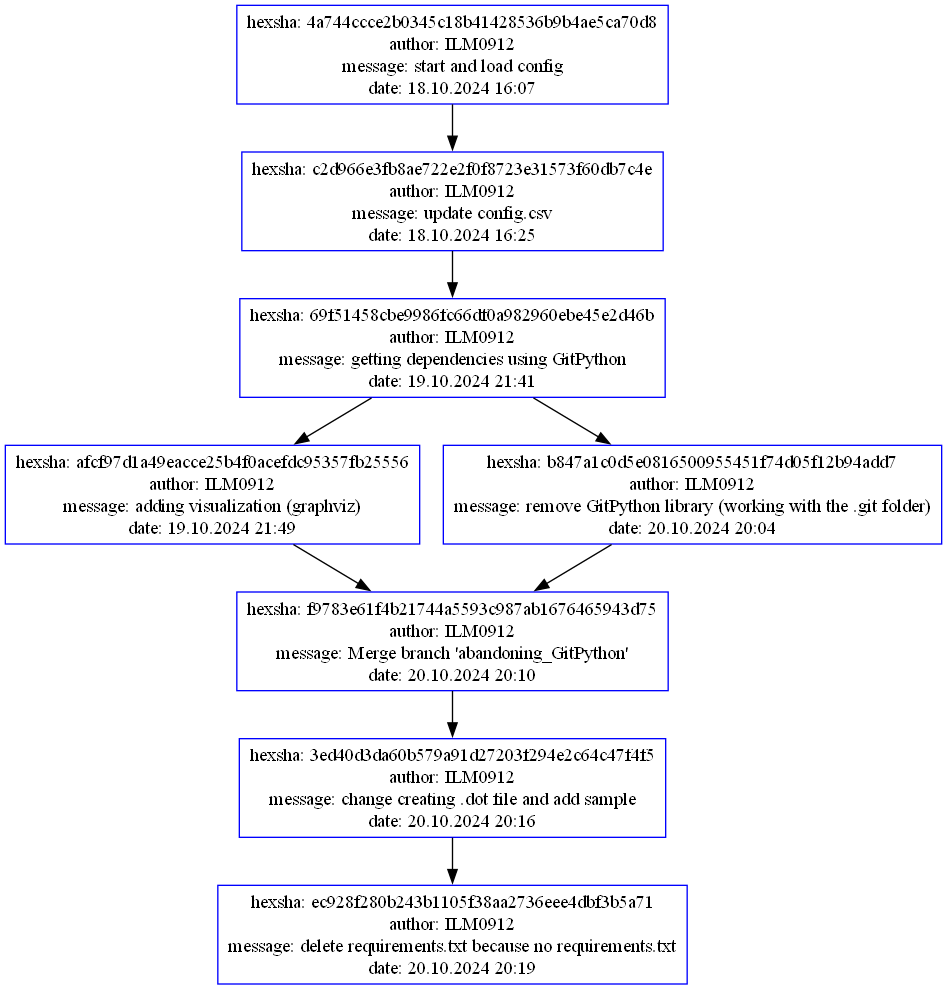 hexsha: 4a744ccce2b0345c18b41428536b9b4ae5ca70d8
author: ILM0912
message: start and load config
date: 18.10.2024 16:07
hexsha: c2d966e3fb8ae722e2f0f8723e31573f60db7c4e
author: ILM0912
message: update config.csv
date: 18.10.2024 16:25
hexsha: 69f51458cbe9986fc66df0a982960ebe45e2d46b
author: ILM0912
message: getting dependencies using GitPython
date: 19.10.2024 21:41
hexsha: afcf97d1a49eacce25b4f0acefdc95357fb25556
author: ILM0912
message: adding visualization (graphviz)
date: 19.10.2024 21:49
hexsha: b847a1c0d5e0816500955451f74d05f12b94add7
author: ILM0912
message: remove GitPython library (working with the .git folder)
date: 20.10.2024 20:04
hexsha: f9783e61f4b21744a5593c987ab1676465943d75
author: ILM0912
message: Merge branch 'abandoning_GitPython'
date: 20.10.2024 20:10
hexsha: 3ed40d3da60b579a91d27203f294e2c64c47f4f5
author: ILM0912
message: change creating .dot file and add sample
date: 20.10.2024 20:16
hexsha: ec928f280b243b1105f38aa2736eee4dbf3b5a71
author: ILM0912
message: delete requirements.txt because no requirements.txt
date: 20.10.2024 20:19